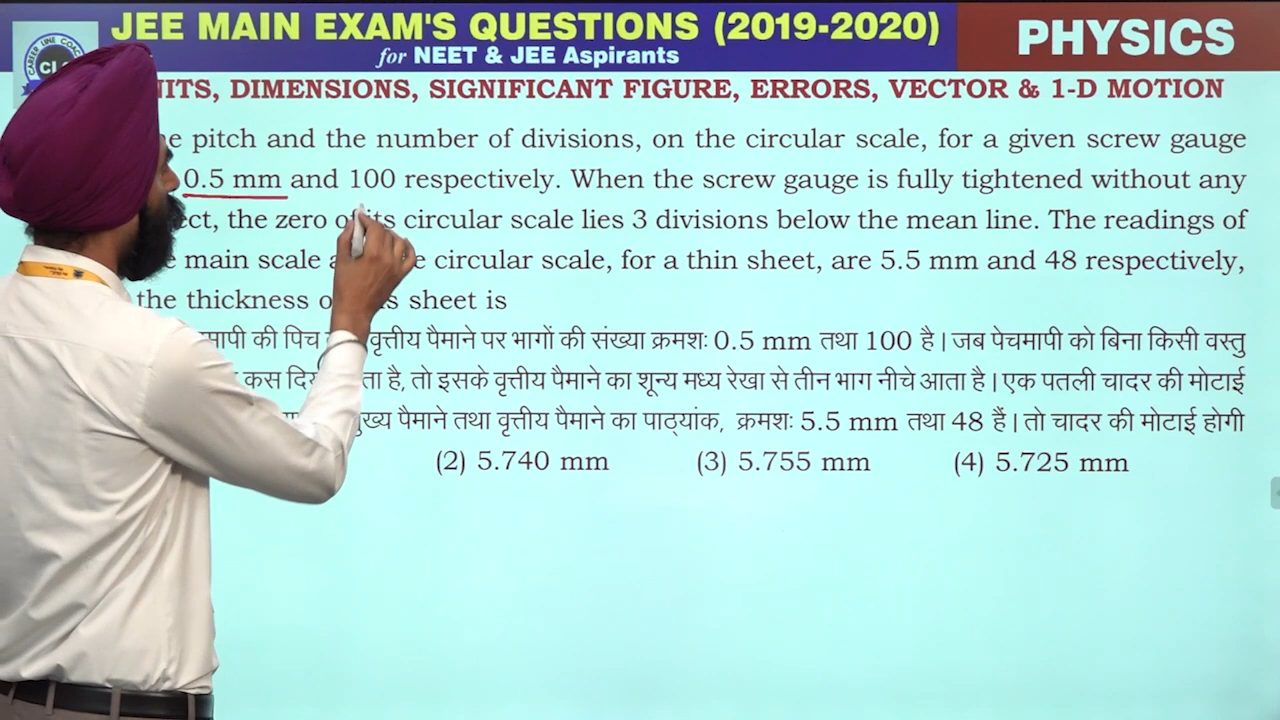 JEE MAIN EXAM'S QUESTIONS (2019-2020)
for NEET & JEE Aspirants
PHYSICS
DIMENSIONS, SIGNIFICANT FIGURE, ERRORS, VECTOR & 1-D MOTION
pitch and the number of divisions, on the circular scale, for a given screw gauge
0.5 mm and 100 respectively. When the screw gauge is fully tightened without any
the zero of its circular scale lies 3 divisions below the mean line. The readings of
main scale circular scale, for a thin sheet, are 5.5 mm and 48 respectively,
the thickness sheet is
की पिच वृत्तीय पैमाने पर भागों की संख्या क्रमशः 0.5 mm तथा 100 है। जब पेचमापी को बिना किसी वस्तु
कस है, तो इसके वृत्तीय पैमाने का शून्य मध्य रेखा से तीन भाग नीचे आता है। एक पतली चादर की मोटाई
पैमाने तथा वृत्तीय पैमाने का पाठ्यांक, क्रमशः 5.5 mm तथा 48 हैं। तो चादर की मोटाई होगी
(2) 5.740 mm (3) 5.755 mm (4) 5.725 mm